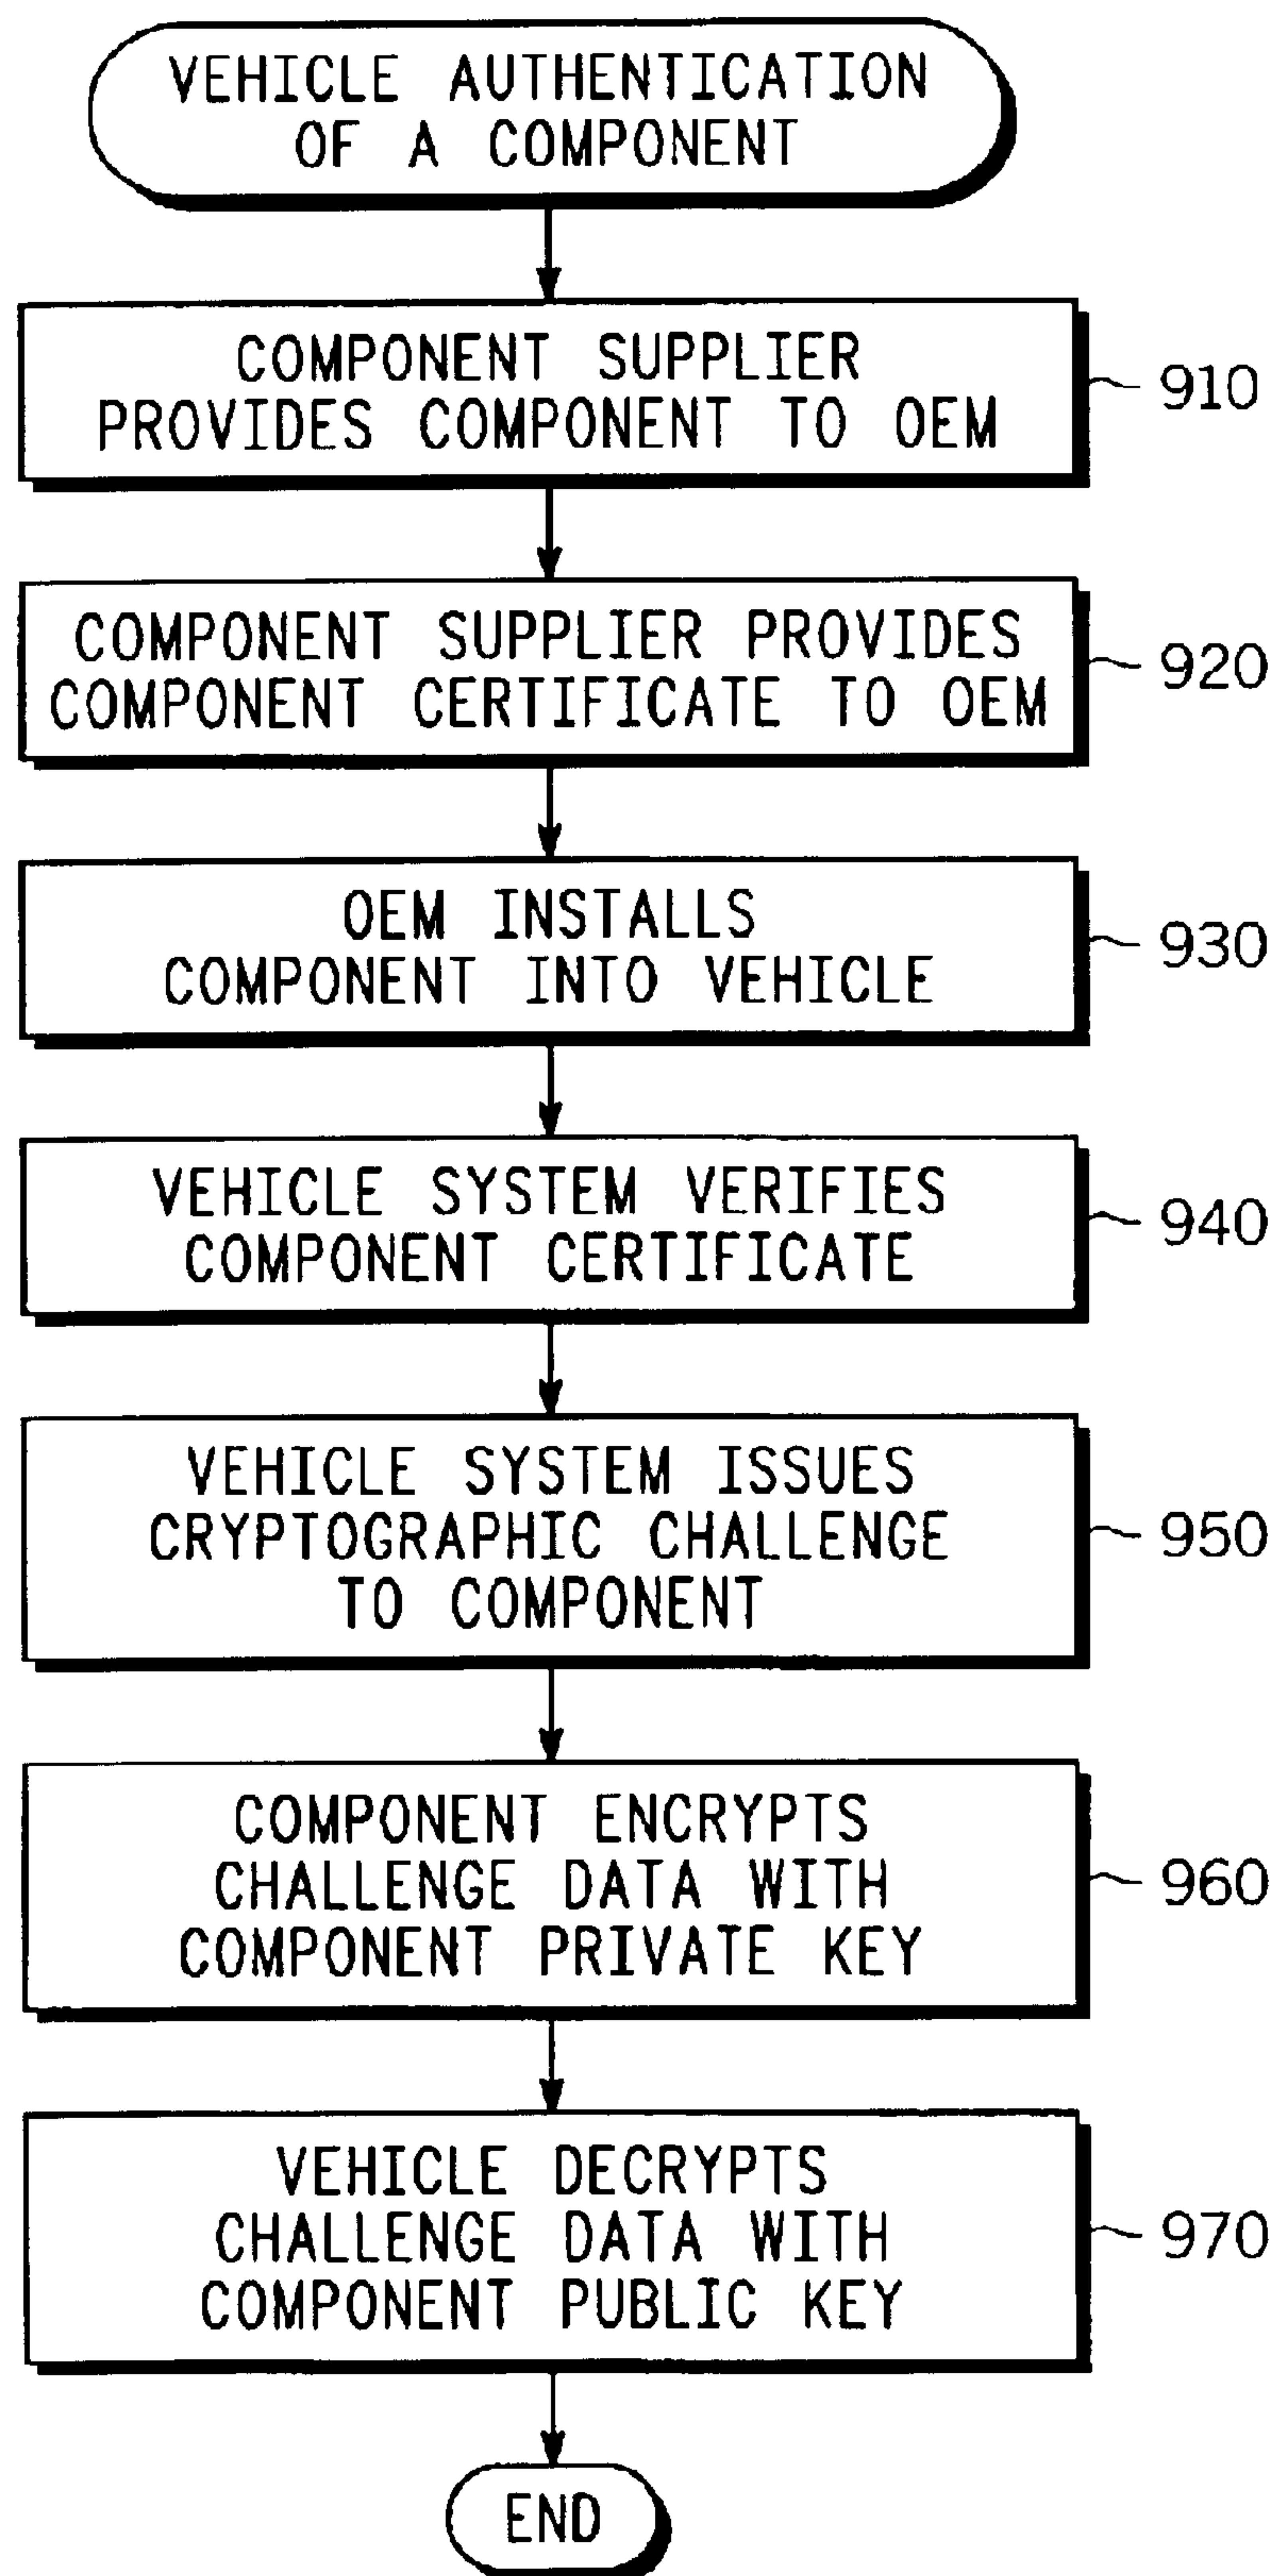 VEHICLE AUTHENTICATION
OF A COMPONENT
COMPONENT SUPPLIER
PROVIDES COMPONENT TO OEM
910
COMPONENT SUPPLIER PROVIDES
COMPONENT CERTIFICATE TO OEM
920
OEM INSTALLS
COMPONENT INTO VEHICLE
930
VEHICLE SYSTEM VERIFIES
COMPONENT CERTIFICATE
940
VEHICLE SYSTEM ISSUES
CRYPTOGRAPHIC CHALLENGE
TO COMPONENT
950
COMPONENT ENCRYPTS
CHALLENGE DATA WITH
COMPONENT PRIVATE KEY
960
VEHICLE DECRYPTS
CHALLENGE DATA WITH
COMPONENT PUBLIC KEY
970
END